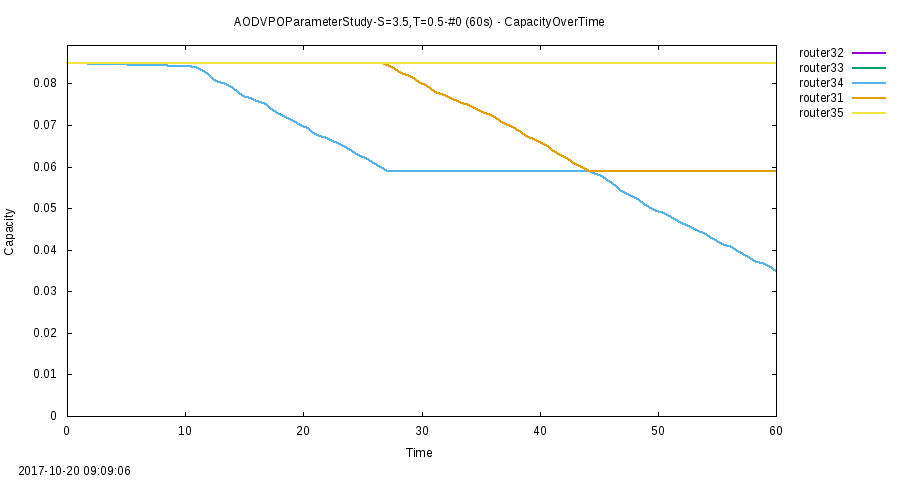 AODVPOParameterStudy-S=3.5,T=0.5-#0 (60s) - CapacityOverTime
router32
router33
router34
router31
router35
0.08
0.07
0.06
0.05
0.04
0.03
0.02
0.01
0
Capacity
0 10 20 30 40 50 60
Time
2017-10-20 09:09:06